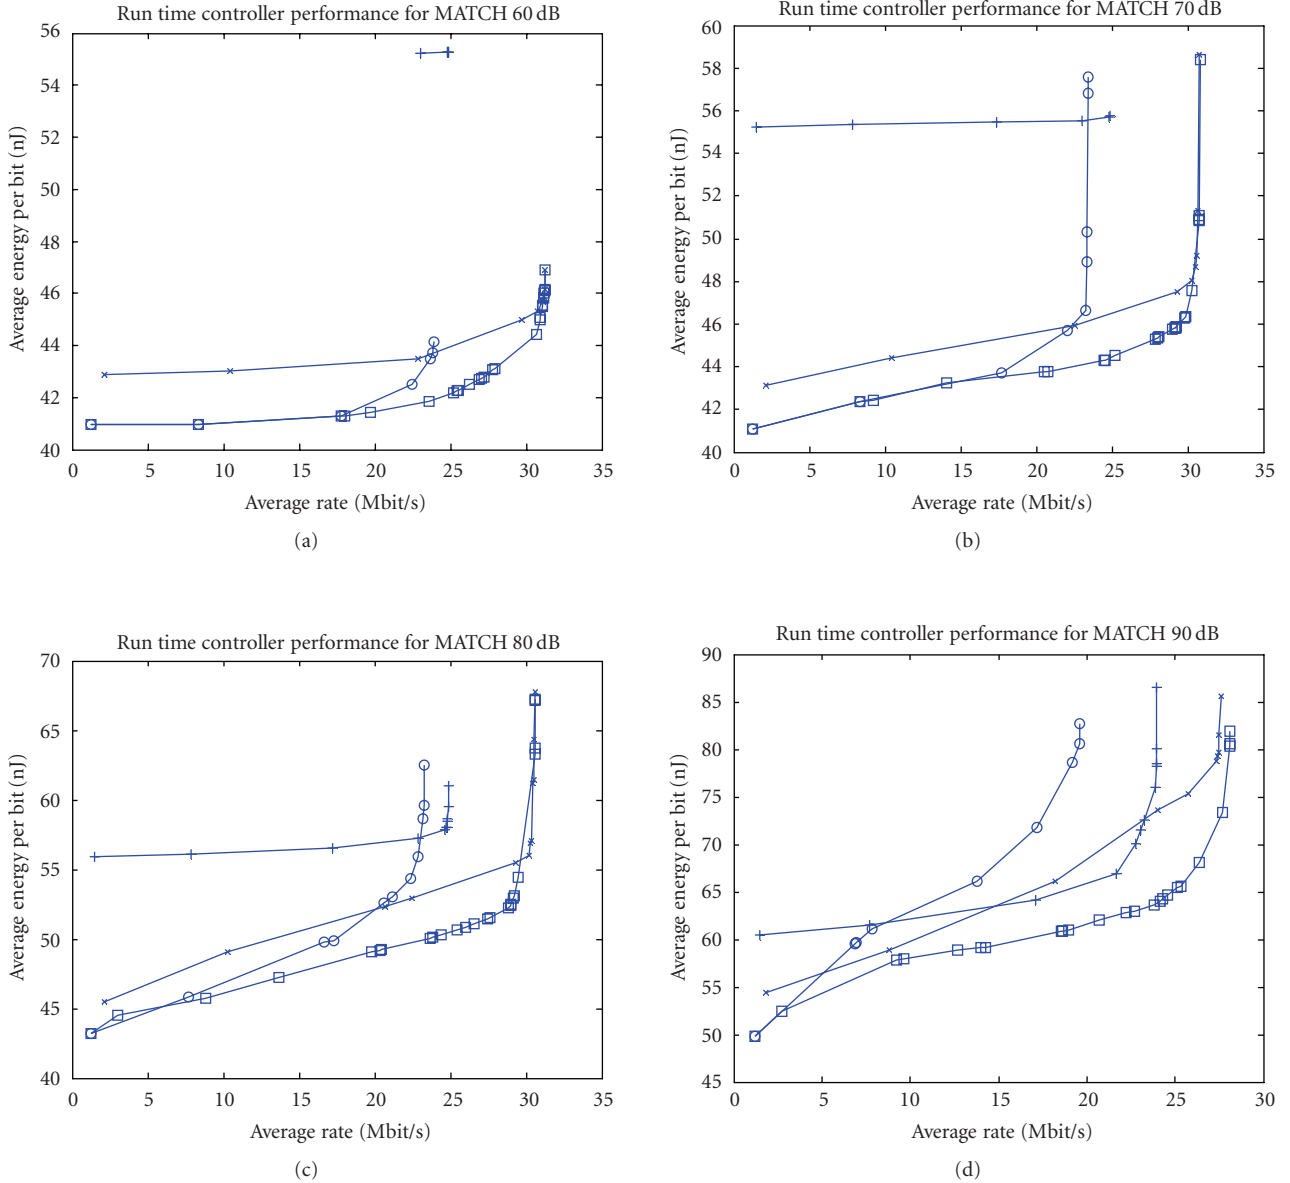 Run time controller performance for MATCH 60 dB
56
54
52
50
48
46
44
42
40
0 5 10 15 20 25 30 35
Average energy per bit (nJ)
Average rate (Mbit/s)
(a)
Run time controller performance for MATCH 70 dB
60
58
56
54
52
50
48
46
44
42
40
0 5 10 15 20 25 30 35
Average energy per bit (nJ)
Average rate (Mbit/s)
(b)
Run time controller performance for MATCH 80 dB
70
65
60
55
50
45
40
0 5 10 15 20 25 30 35
Average energy per bit (nJ)
Average rate (Mbit/s)
(c)
Run time controller performance for MATCH 90 dB
90
85
80
75
70
65
60
55
50
45
0 5 10 15 20 25 30
Average energy per bit (nJ)
Average rate (Mbit/s)
(d)